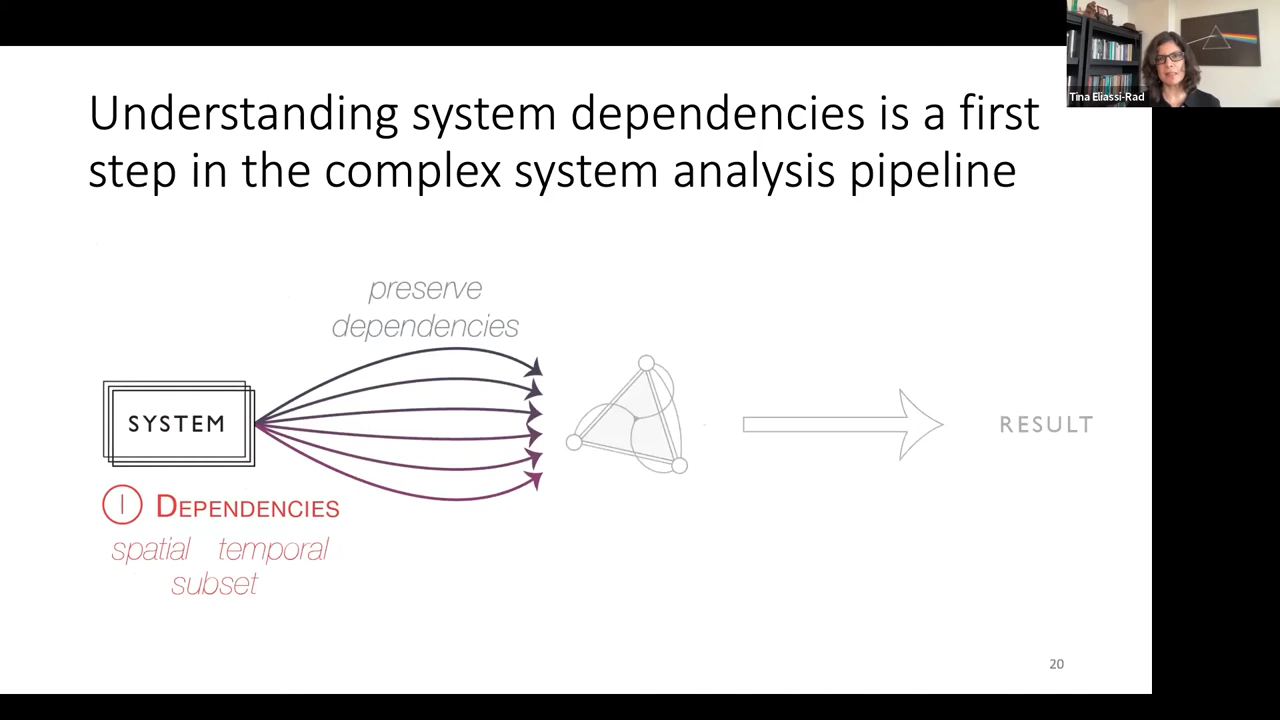 Tina Eliassi-Rad
Understanding system dependencies is a first
step in the complex system analysis pipeline
preserve
dependencies
SYSTEM
RESULT
1 DEPENDENCIES
spatial temporal
subset
20